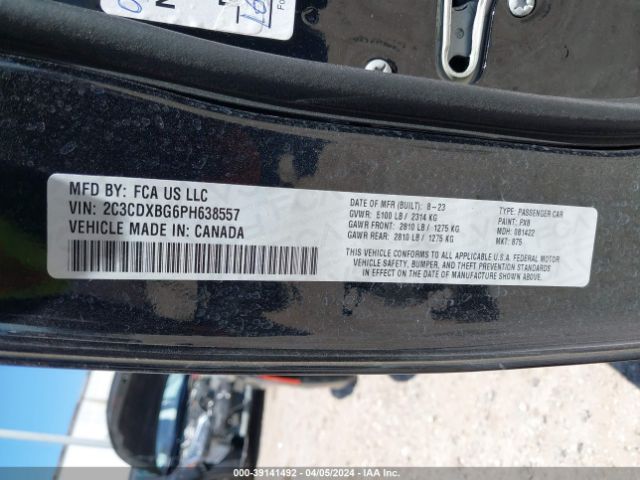 MFD BY: FCA US LLC
VIN: 2C3CDXBG6PH638557
VEHICLE MADE IN: CANADA
DATE OF MFR (BUILT): 8-23
GVWR: 5100 LB / 2314 KG
GAWR FRONT: 2810 LB / 1275 KG
GAWR REAR: 2810 LB / 1275 KG
TYPE: PASSENGER CAR
PAINT: PX8
MDH: 081422
MKT: 875
THIS VEHICLE CONFORMS TO ALL APPLICABLE U.S.A. FEDERAL MOTOR
VEHICLE SAFETY, BUMPER, AND THEFT PREVENTION STANDARDS
IN EFFECT ON THE DATE OF MANUFACTURE SHOWN ABOVE.
000-39141492 - 04/05/2024 - IAA Inc.